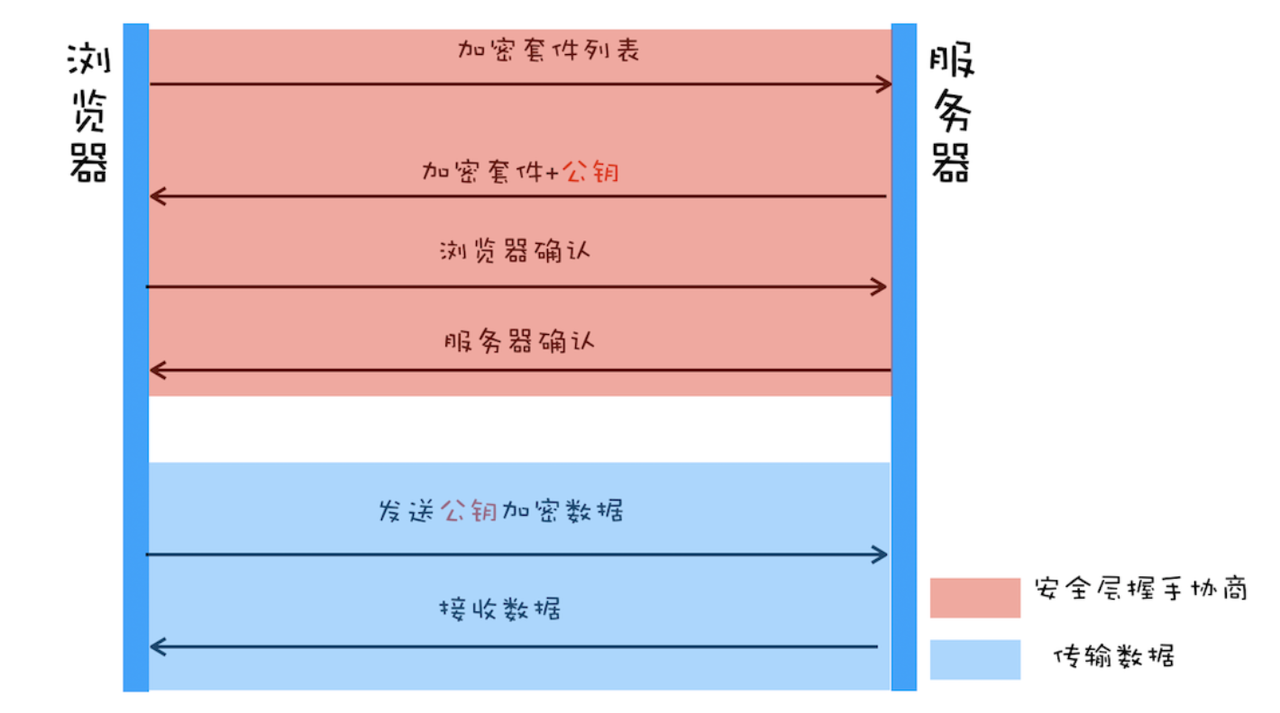 浏览器
服务器
加密套件列表
加密套件+公钥
浏览器确认
服务器确认
发送公钥加密数据
接收数据
安全层握手协商
传输数据